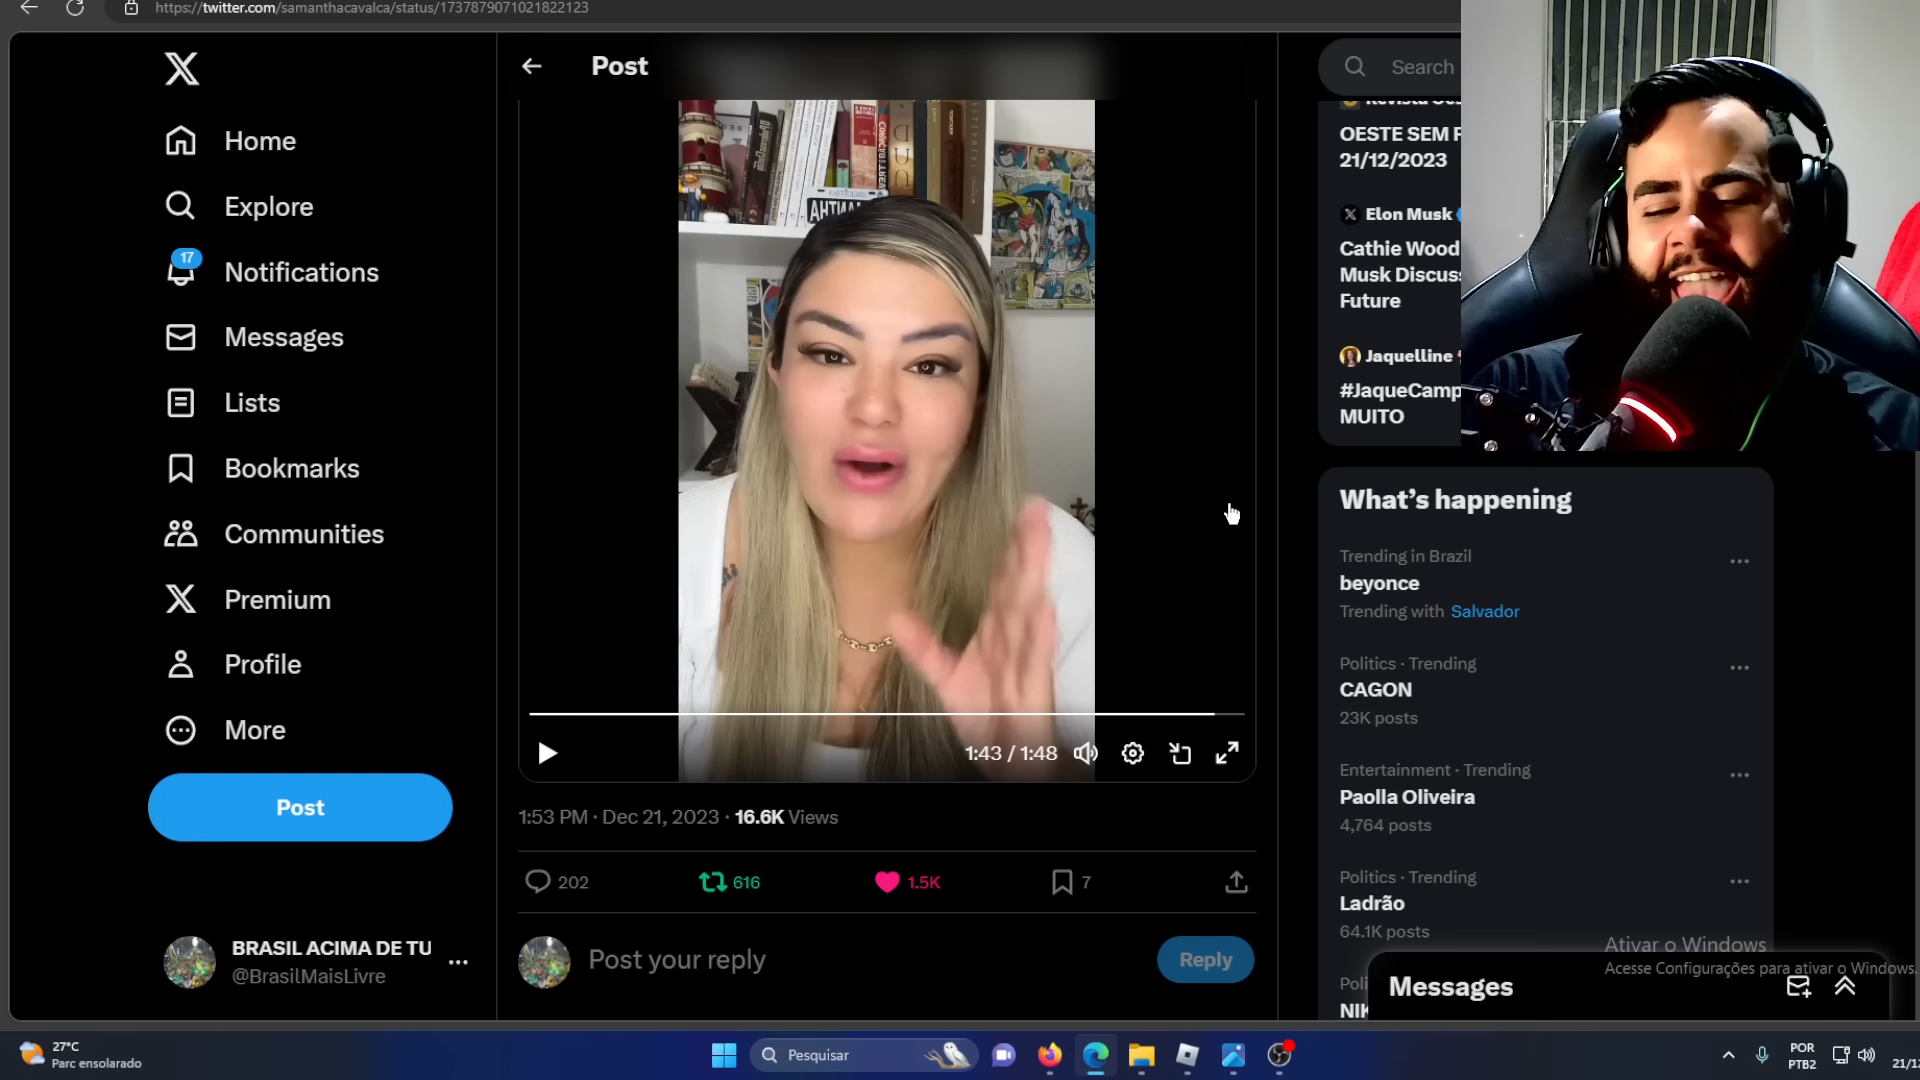 https://twitter.com/samanthacavalca/status/1737879071021822123
Post
Search
Home
Explore
17
Notifications
Messages
Lists
Bookmarks
Communities
Premium
Profile
More
Post
BRASIL ACIMA DE TU
@BrasilMaisLivre
1:43 / 1:48
1:53 PM · Dec 21, 2023 · 16.6K Views
202
616
1.5K
7
Post your reply
Reply
OESTE SEM
21/12/2023
Elon Musk
Cathie Wood
Musk Discuss
Future
Jaquelline
#JaqueCamp
MUITO
What's happening
Trending in Brazil
beyonce
Trending with Salvador
Politics · Trending
CAGON
23K posts
Entertainment · Trending
Paolla Oliveira
4,764 posts
Politics · Trending
Ladrão
64.1K posts
Ativar o Windows
Acesse Configurações para ativar o Windows.
Messages
27°C
Parc ensolarado
Pesquisar
POR
PTB2